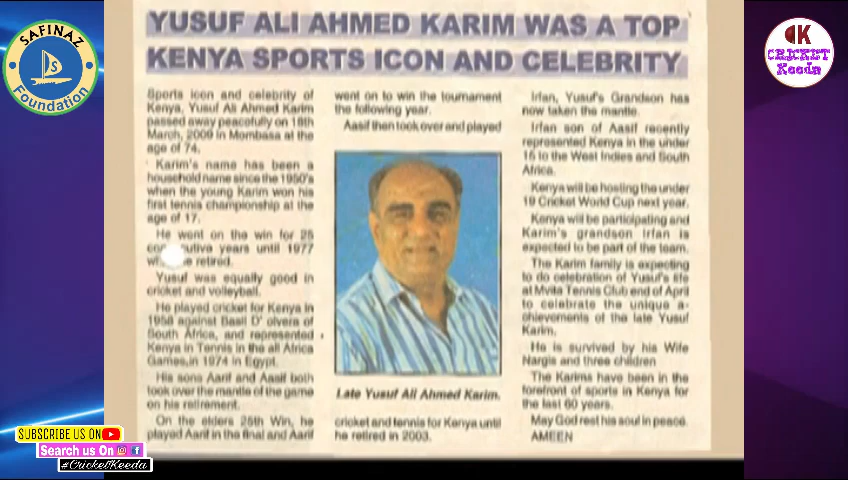 YUSUF ALI AHMED KARIM WAS A TOP
KENYA SPORTS ICON AND CELEBRITY
SAFINAZ
S
Foundation
CK
CRICKET
Keeda
Sports icon and celebrity of
Kenya, Yusuf Ali Ahmed Karim
passed away peacefully on 18th
March, 2009 in Mombasa at the
age of 74.
Karim's name has been a
household name since the 1950's
when the young Karim won his
first tennis championship at the
age of 17.
He went on the win for 25
utive years until 1977
retired.
Yusuf was equally good in
cricket and volleyball.
He played cricket for Kenya in
1958 against Basil D' olvera of
South Africa, and represented
Kenya in Tennis in the all Africa
Games,in 1974 in Egypt.
His sons Aarif and Aasif both
took over the mantle of the game
on his retirement.
On the elders 25th Win, he
played Aarif in the final and Aarif
went on to win the tournament
the following year.
Aasif then took over and played
Late Yusuf Ali Ahmed Karim.
cricket and tennis for Kenya until
he retired in 2003.
Irfan, Yusuf's Grandson has
now taken the mantle.
Irfan son of Aasif recently
represented Kenya in the under
15 to the West Indies and South
Africa.
Kenya will be hosting the under
19 Cricket World Cup next year.
Kenya will be participating and
Karim's grandson Irfan is
expected to be part of the team.
The Karim family is expecting
to do celebration of Yusuf's life
at Mvita Tennis Club end of April
to celebrate the unique a-
chievements of the late Yusuf
Karim.
He is survived by his Wife
Nargis and three children
The Karims have been in the
forefront of sports in Kenya for
the last 60 years.
May God rest his soul in peace.
AMEEN
SUBSCRIBE US ON
Search us On
#CricketKeeda